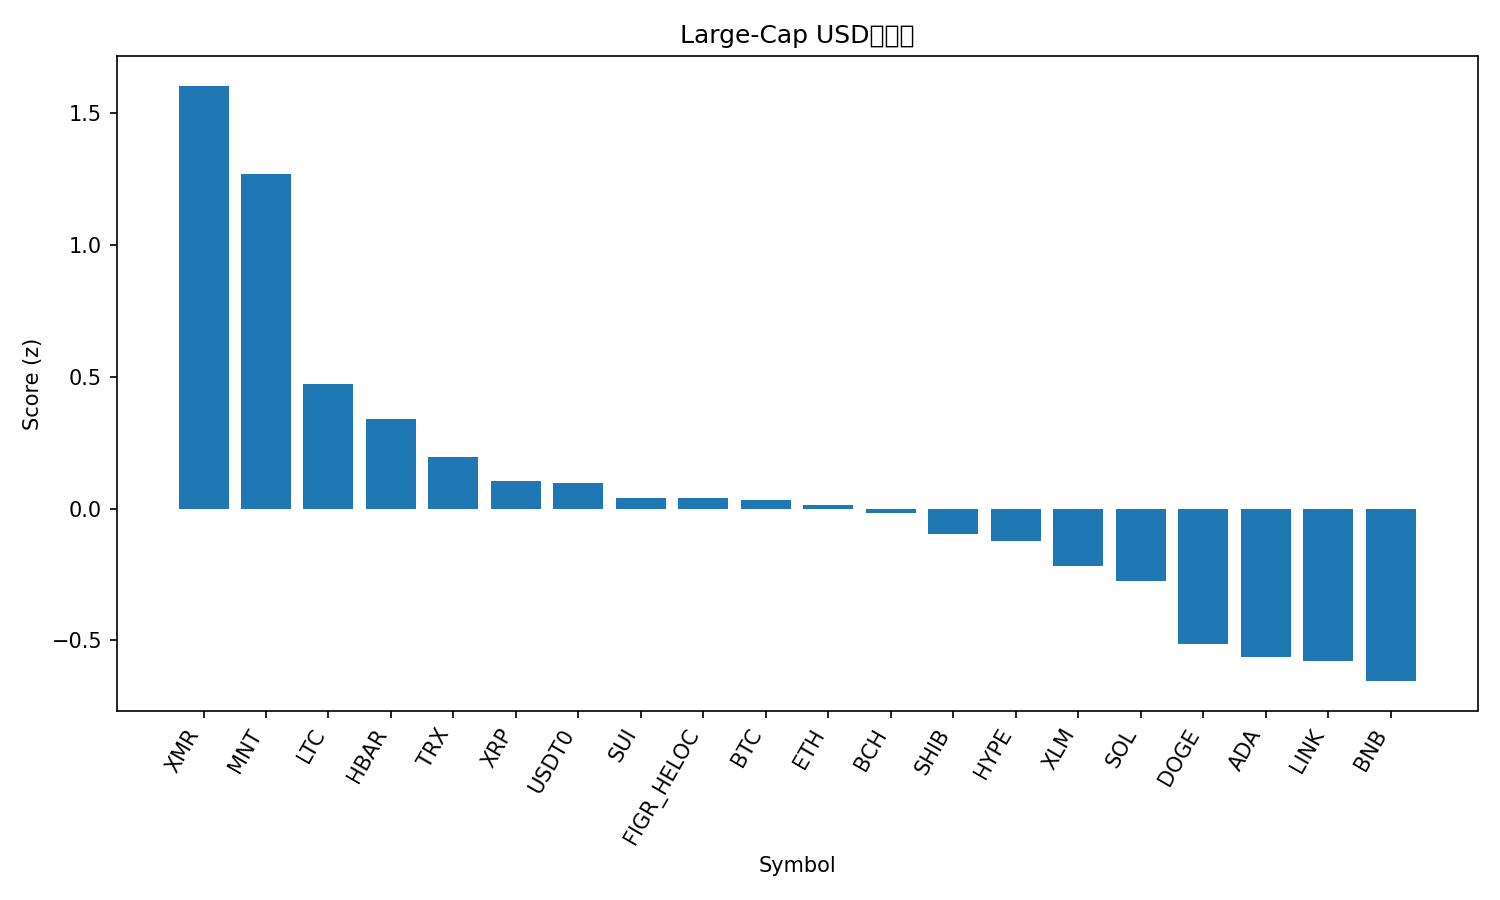 Large-Cap USD
Score (z)
1.5
1.0
0.5
0.0
−0.5
XMR
MNT
LTC
HBAR
TRX
XRP
USDT0
SUI
FIGR_HELOC
BTC
ETH
BCH
SHIB
HYPE
XLM
SOL
DOGE
ADA
LINK
BNB
Symbol